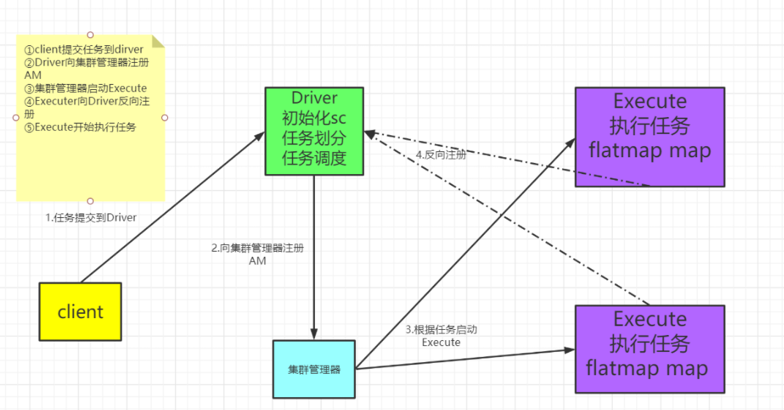 ①client提交任务到dirver
②Driver向集群管理器注册
AM
③集群管理器启动Execute
④Executer向Driver反向注
册
⑤Execute开始执行任务
Driver
初始化sc
任务划分
任务调度
Execute
执行任务
flatmap map
4.反向注册
1.任务提交到Driver
2.向集群管理器注册
AM
client
3.根据任务启动
Execute
集群管理器
Execute
执行任务
flatmap map